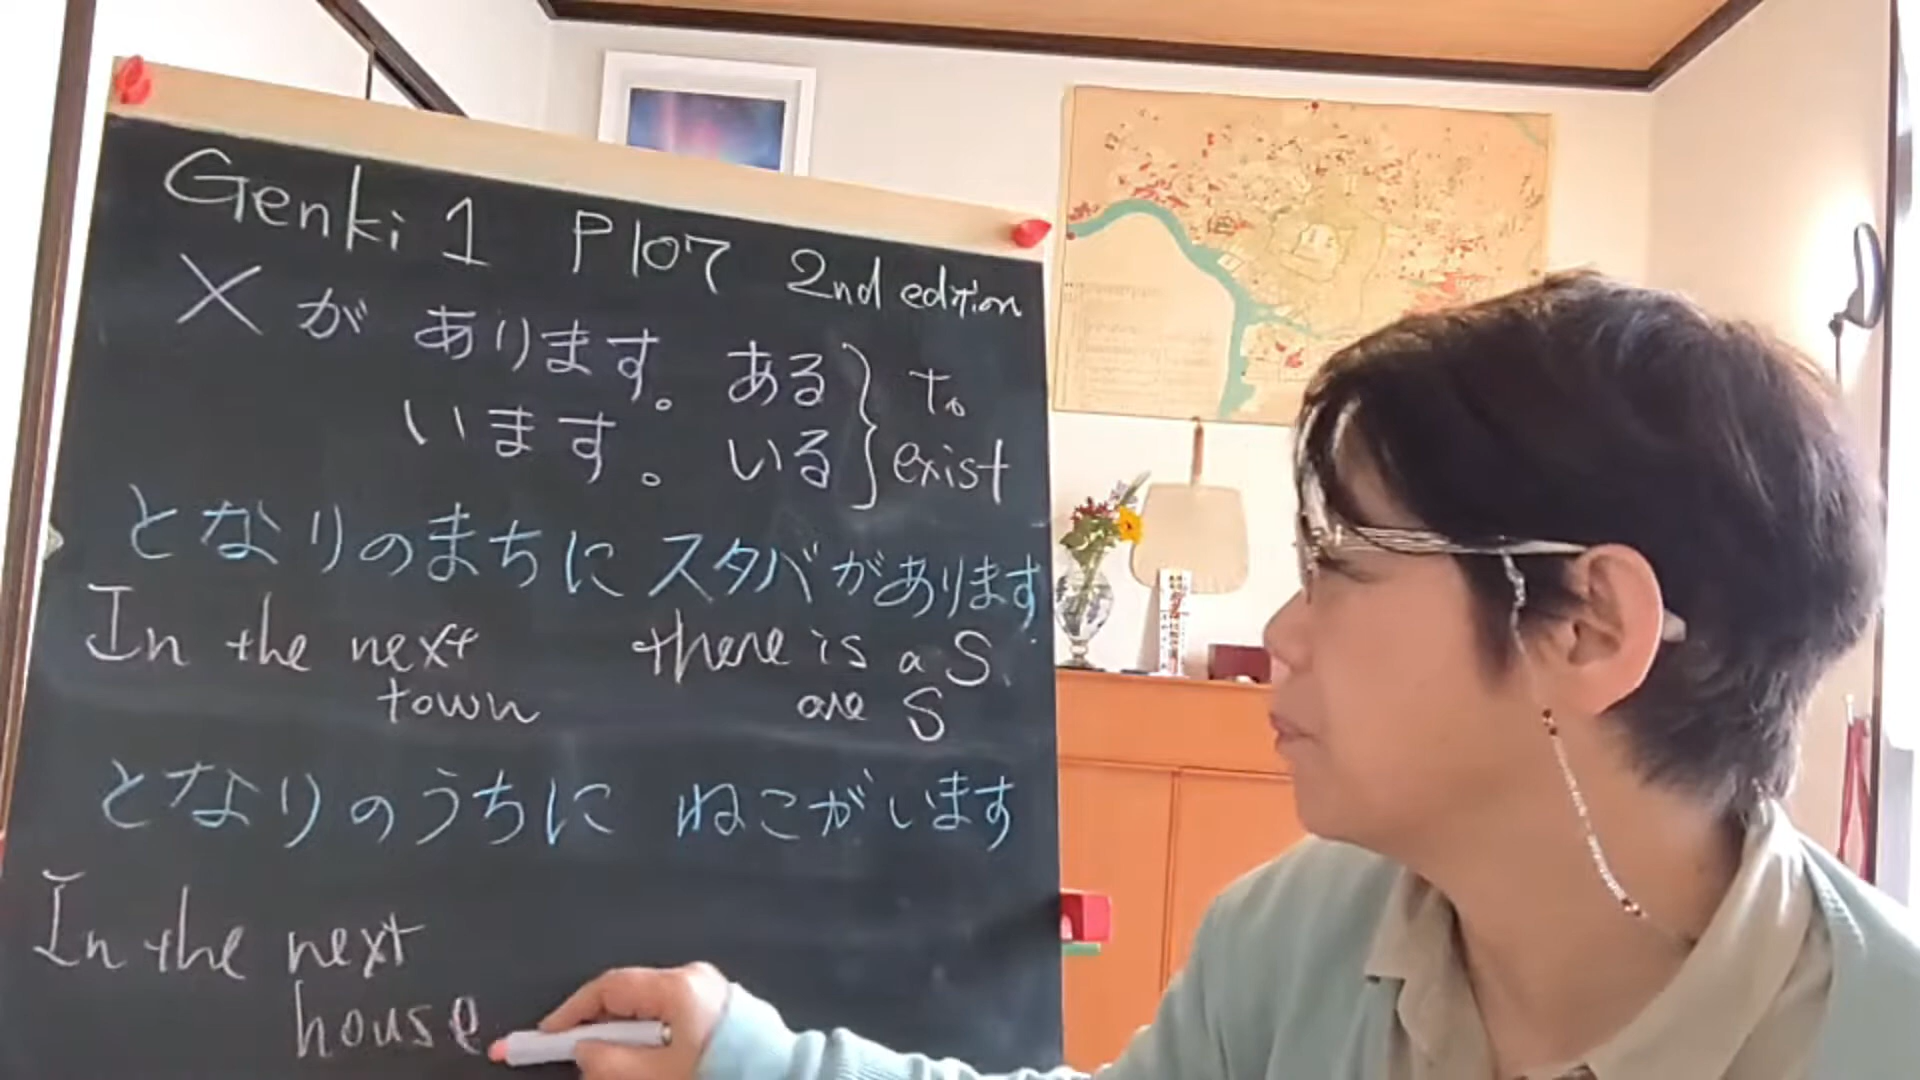 Genki 1 P107 2nd edition
Xが あります。 ある } to
います。 いる } exist
となりのまちに スタバがあります
In the next there is a S.
town are S
となりのうちに ねこがいます
In the next
house